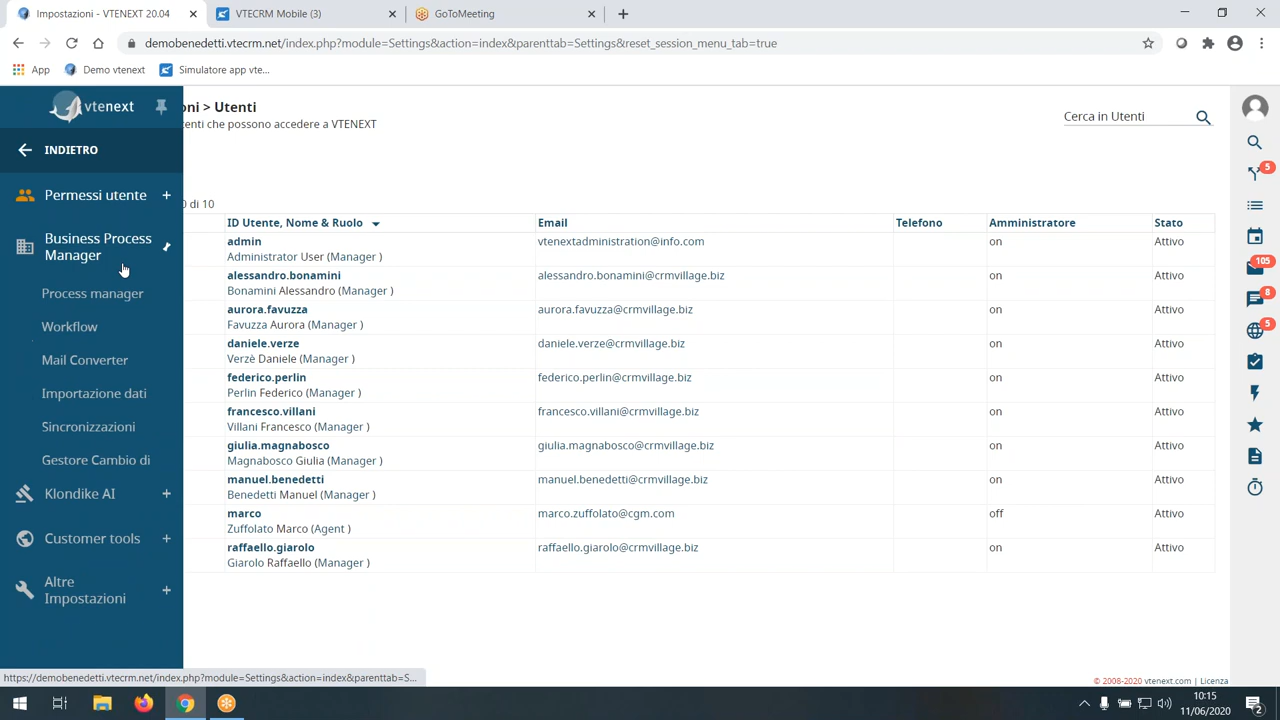 Impostazioni - VTENEXT 20.04
VTECRM Mobile (3)
GoToMeeting
demobenedetti.vtecrm.net/index.php?module=Settings&action=index&parenttab=Settings&reset_session_menu_tab=true
App
Demo vtenext
Simulatore app vte...
vtenext
oni > Utenti
tenti che possono accedere a VTENEXT
Cerca in Utenti
INDIETRO
Permessi utente +
Business Process
Manager
Process manager
Workflow
Mail Converter
Importazione dati
Sincronizzazioni
Gestore Cambio di
Klondike AI +
Customer tools +
Altre
Impostazioni +
0 di 10
ID Utente, Nome & Ruolo Email Telefono Amministratore Stato
admin vtenextadministration@info.com on Attivo
Administrator User (Manager )
alessandro.bonamini alessandro.bonamini@crmvillage.biz on Attivo
Bonamini Alessandro (Manager )
aurora.favuzza aurora.favuzza@crmvillage.biz on Attivo
Favuzza Aurora (Manager )
daniele.verze daniele.verze@crmvillage.biz on Attivo
Verzè Daniele (Manager )
federico.perlin federico.perlin@crmvillage.biz on Attivo
Perlin Federico (Manager )
francesco.villani francesco.villani@crmvillage.biz on Attivo
Villani Francesco (Manager )
giulia.magnabosco giulia.magnabosco@crmvillage.biz on Attivo
Magnabosco Giulia (Manager )
manuel.benedetti manuel.benedetti@crmvillage.biz on Attivo
Benedetti Manuel (Manager )
marco marco.zuffolato@cgm.com off Attivo
Zuffolato Marco (Agent )
raffaello.giarolo raffaello.giarolo@crmvillage.biz on Attivo
Giarolo Raffaello (Manager )
5
105
8
5
https://demobenedetti.vtecrm.net/index.php?module=Settings&action=index&parenttab=S...
© 2008-2020 vtenext.com | Licenza
10:15
11/06/2020
2